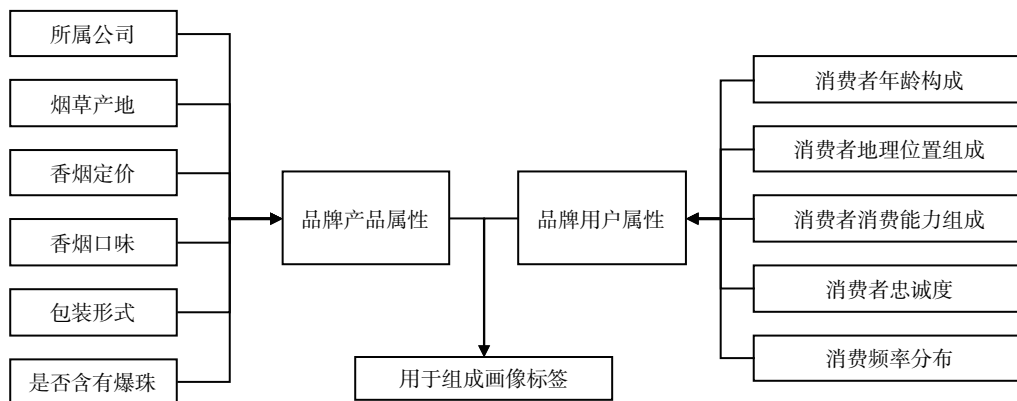 所属公司
烟草产地
香烟定价
香烟口味
包装形式
是否含有爆珠
品牌产品属性
品牌用户属性
用于组成画像标签
消费者年龄构成
消费者地理位置组成
消费者消费能力组成
消费者忠诚度
消费频率分布